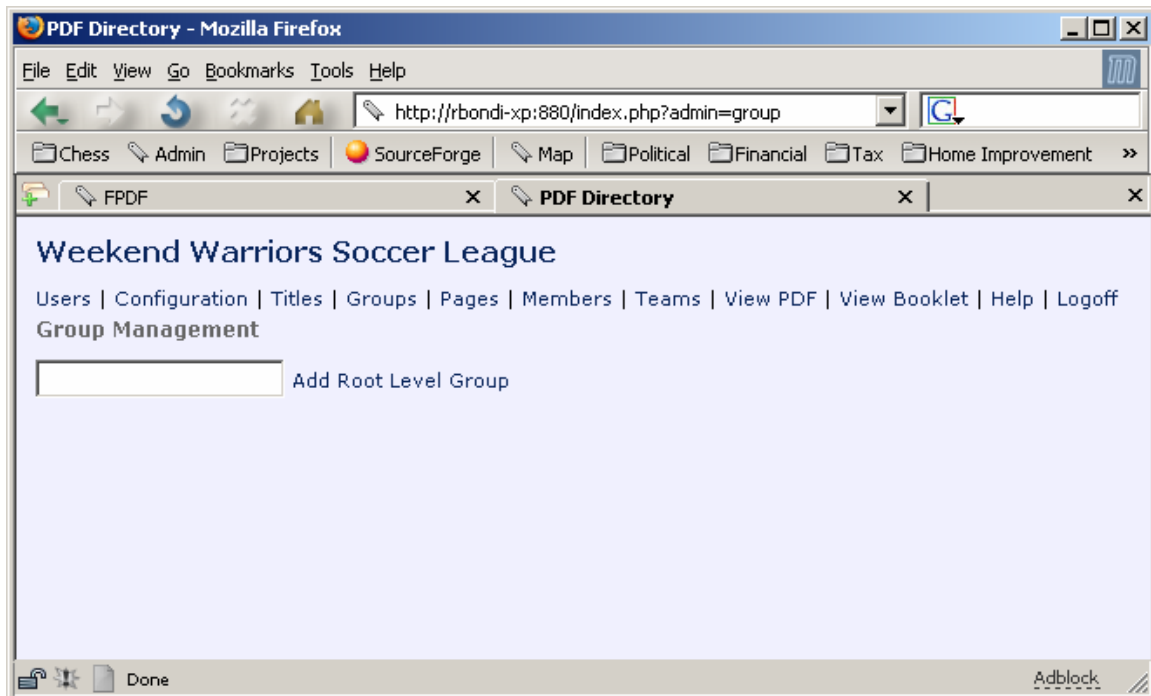 PDF Directory - Mozilla Firefox
File Edit View Go Bookmarks Tools Help
http://rbondi-xp:880/index.php?admin=group G
Chess Admin Projects SourceForge Map Political Financial Tax Home Improvement »
FPDF PDF Directory
Weekend Warriors Soccer League
Users | Configuration | Titles | Groups | Pages | Members | Teams | View PDF | View Booklet | Help | Logoff
Group Management
Add Root Level Group
Done Adblock